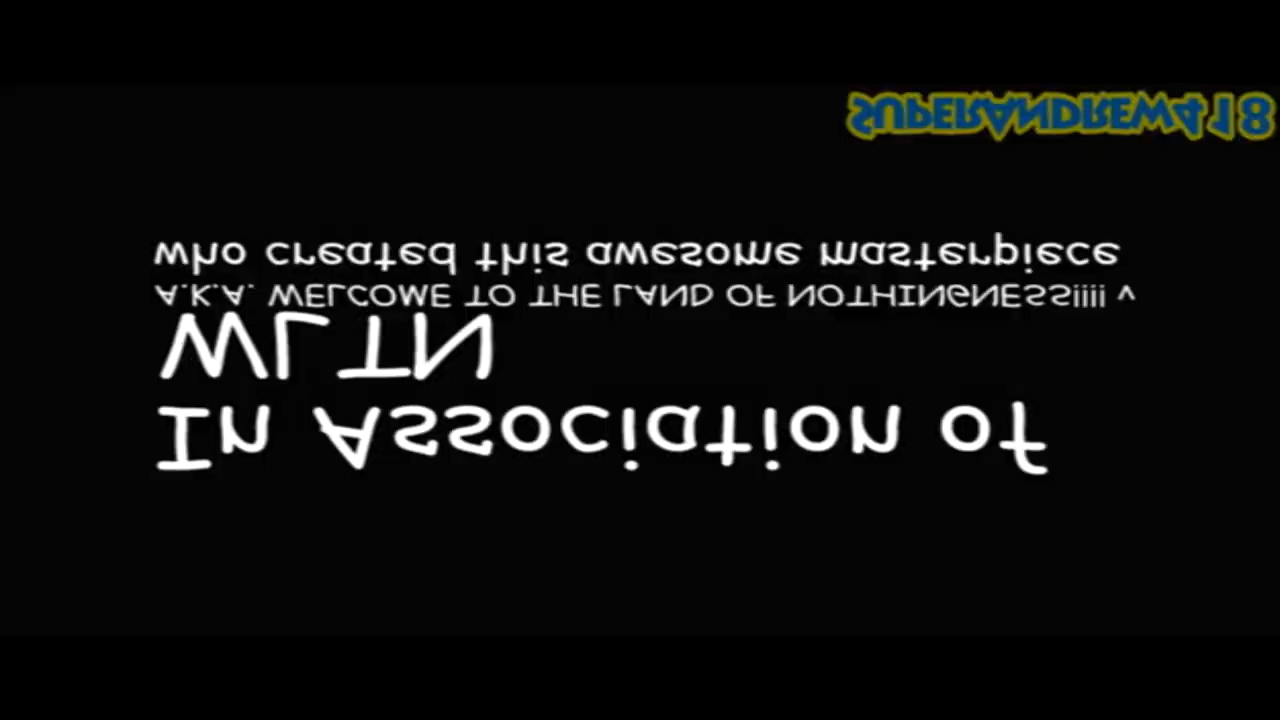 In Association of
WLTN
A.K.A. WELCOME TO THE LAND OF NOTHINGNESS!!!! ^
who created this awesome masterpiece
SUPERANDREW418